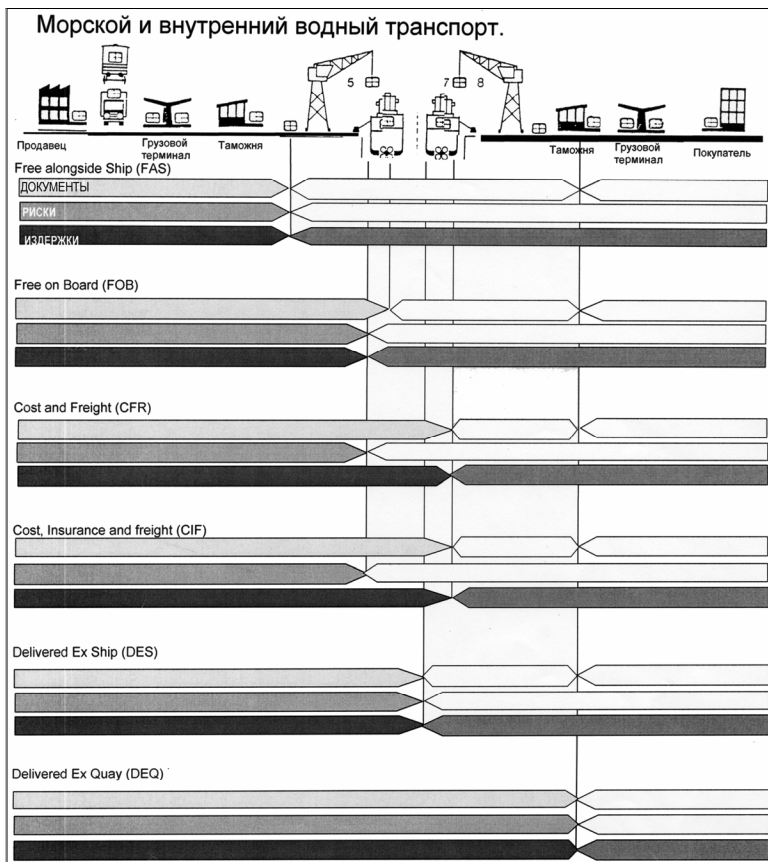 Морской и внутренний водный транспорт.
5 7 8
Продавец
Грузовой
терминал
Таможня
Таможня
Грузовой
терминал
Покупатель
Free alongside Ship (FAS)
ДОКУМЕНТЫ
РИСКИ
ИЗДЕРЖКИ
Free on Board (FOB)
Cost and Freight (CFR)
Cost, Insurance and freight (CIF)
Delivered Ex Ship (DES)
Delivered Ex Quay (DEQ)